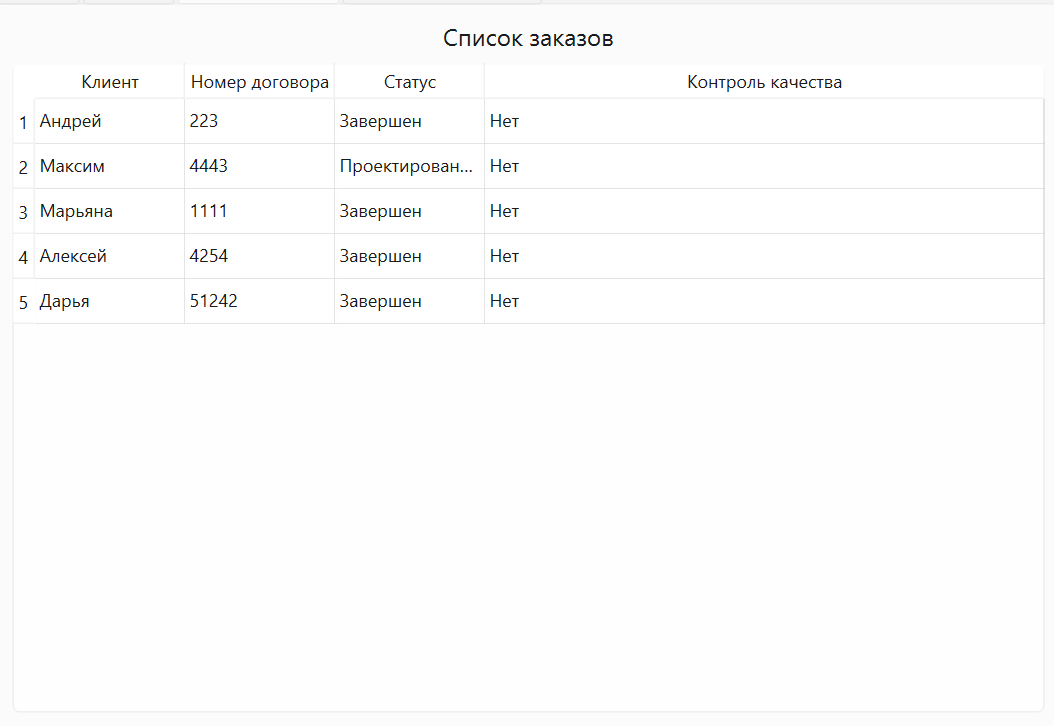 Список заказов
Клиент Номер договора Статус Контроль качества
1 Андрей 223 Завершен Нет
2 Максим 4443 Проектирован... Нет
3 Марьяна 1111 Завершен Нет
4 Алексей 4254 Завершен Нет
5 Дарья 51242 Завершен Нет